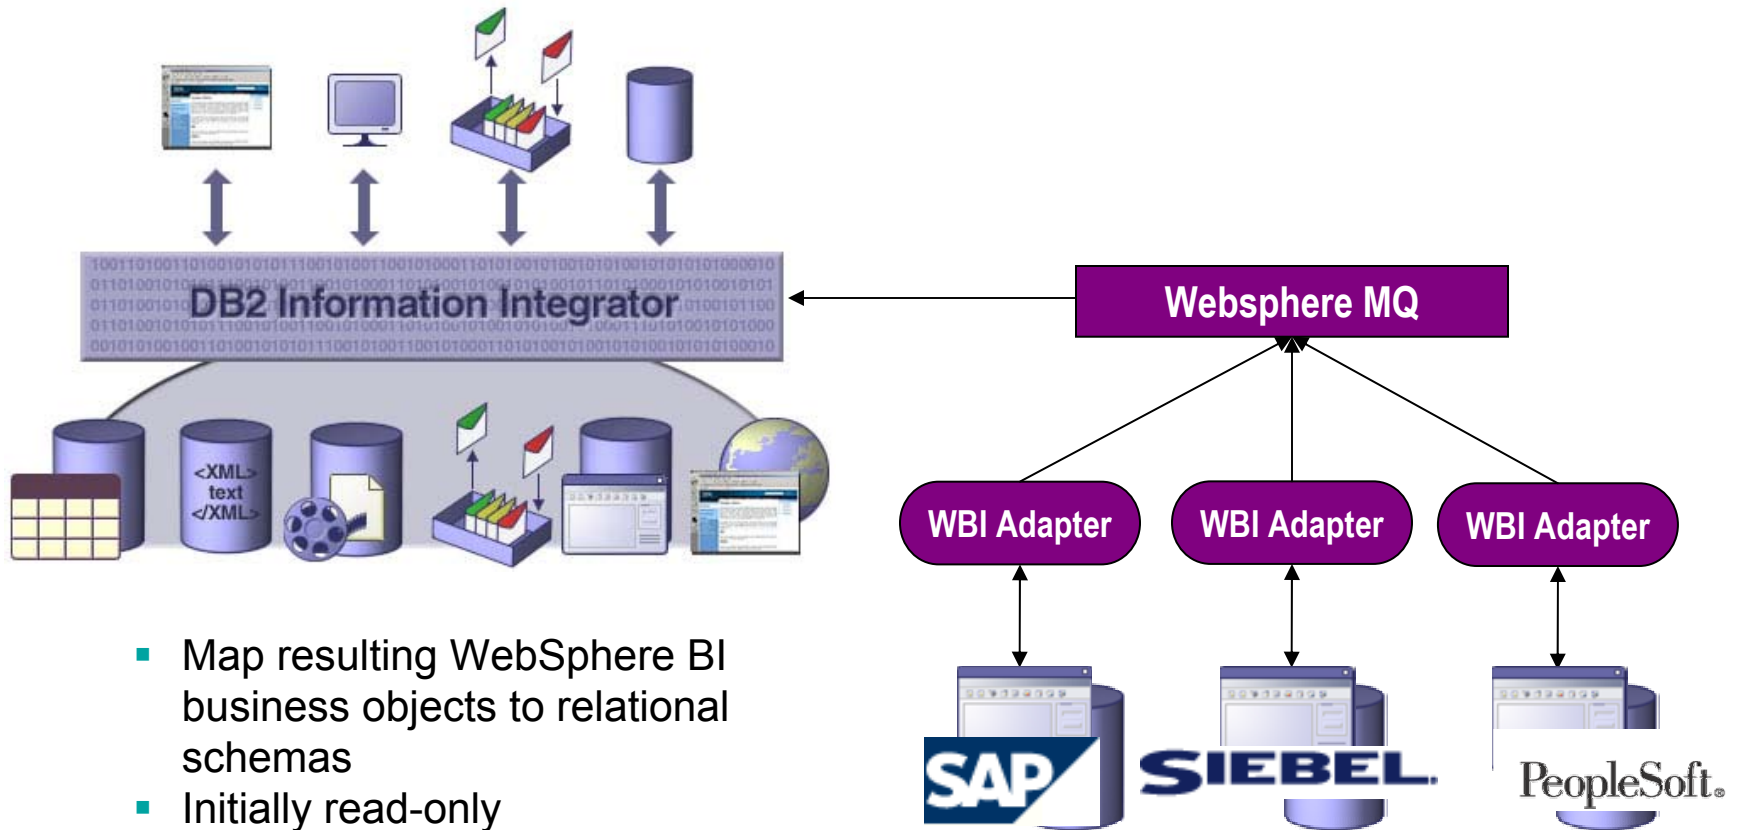 DB2 Information Integrator
Websphere MQ
<XML>
text
</XML>
WBI Adapter
WBI Adapter
WBI Adapter
SAP
SIEBEL.
PeopleSoft®
▪ Map resulting WebSphere BI
business objects to relational
schemas
▪ Initially read-only